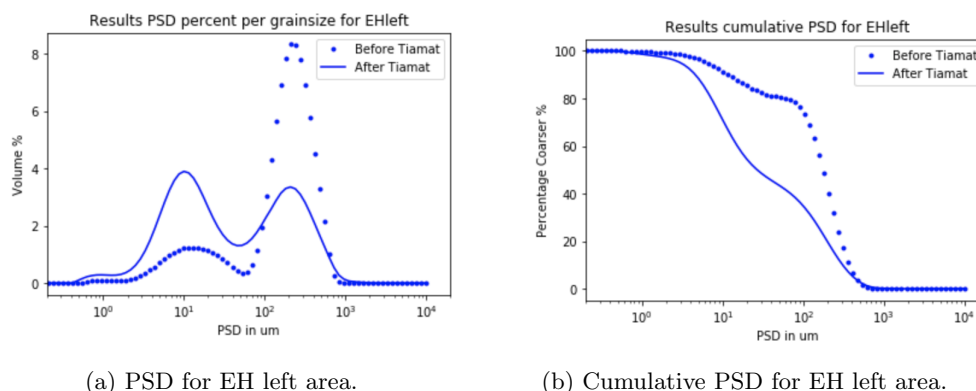 Results PSD percent per grainsize for EHleft
Before Tiamat
After Tiamat
8
6
4
2
0
Volume %
10⁰ 10¹ 10² 10³ 10⁴
PSD in um
(a) PSD for EH left area.
Results cumulative PSD for EHleft
Before Tiamat
After Tiamat
100
80
60
40
20
0
Percentage Coarser %
10⁰ 10¹ 10² 10³ 10⁴
PSD in um
(b) Cumulative PSD for EH left area.